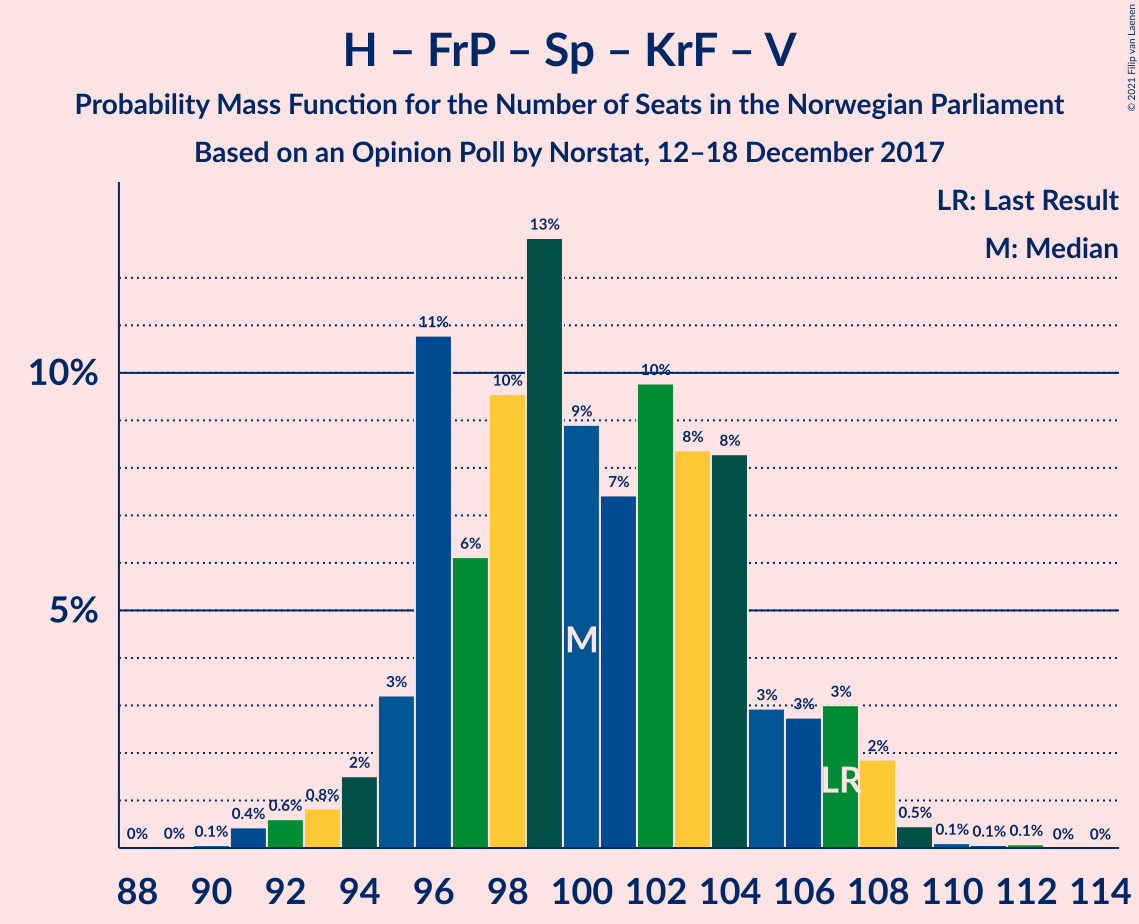 H – FrP – Sp – KrF – V
Probability Mass Function for the Number of Seats in the Norwegian Parliament
Based on an Opinion Poll by Norstat, 12–18 December 2017
© 2021 Filip van Laenen
LR: Last Result
M: Median
10%
5%
0% 0% 0.1% 0.4% 0.6% 0.8% 2% 3% 11% 6% 10% 13% 9% 7% 10% 8% 8% 3% 3% 3% 2% 0.5% 0.1% 0.1% 0.1% 0% 0%
M
LR
88 90 92 94 96 98 100 102 104 106 108 110 112 114